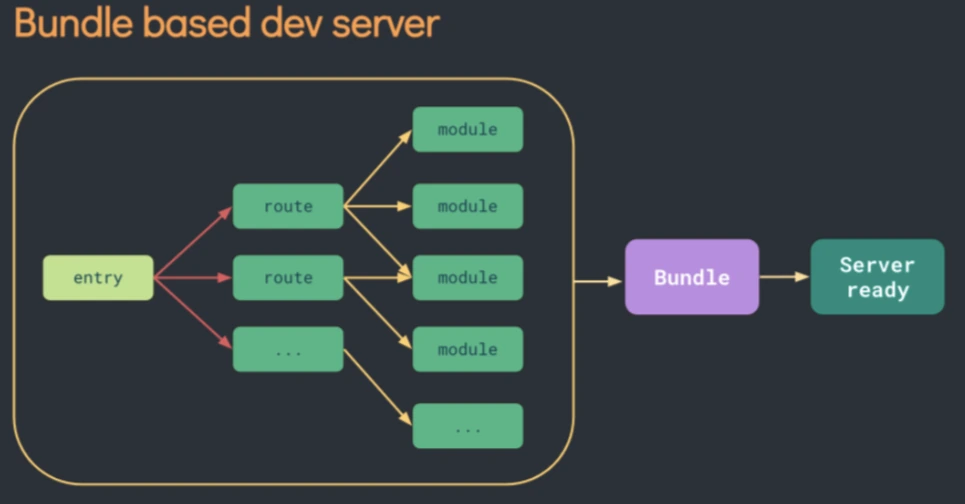 Bundle based dev server
module
route
module
entry
route
module
...
module
...
Bundle
Server
ready